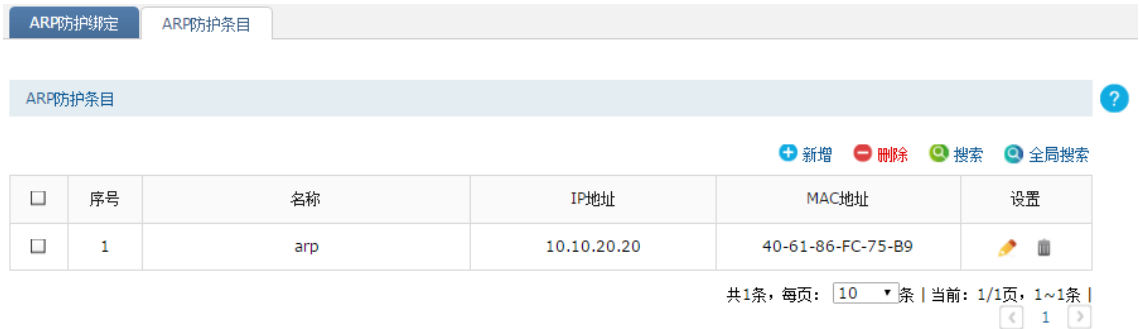 ARP防护绑定 ARP防护条目
ARP防护条目 ?
新增 删除 搜索 全局搜索
序号 名称 IP地址 MAC地址 设置
1 arp 10.10.20.20 40-61-86-FC-75-B9
共1条，每页： 10 条 | 当前：1/1页，1~1条 |
< 1 >